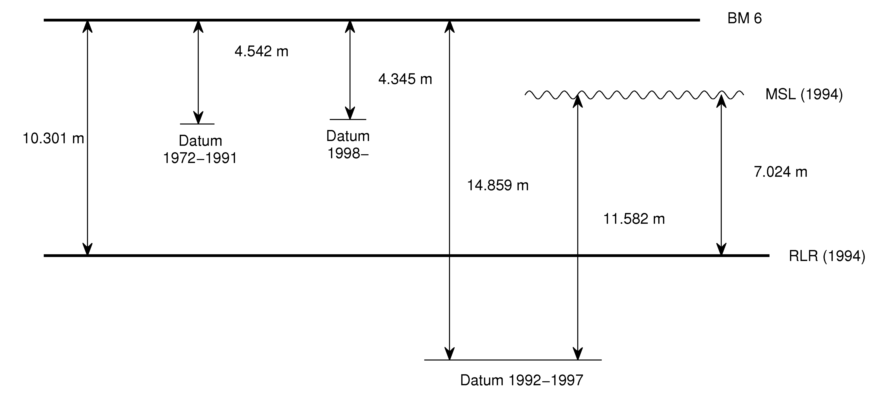 BM 6
4.542 m
4.345 m
MSL (1994)
10.301 m
Datum
1972−1991
Datum
1998−
7.024 m
14.859 m
11.582 m
RLR (1994)
Datum 1992−1997